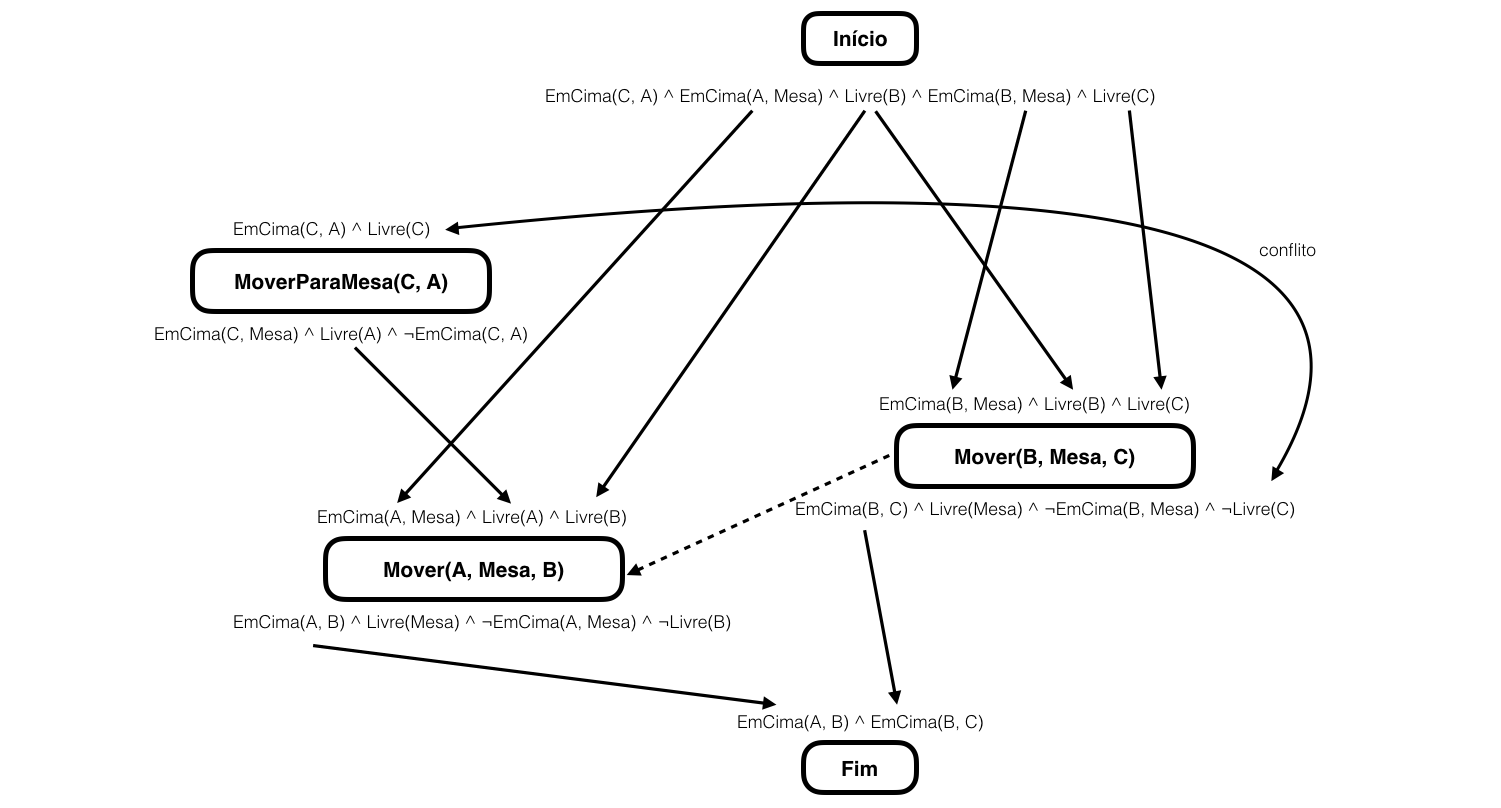 Início
EmCima(C, A) ^ EmCima(A, Mesa) ^ Livre(B) ^ EmCima(B, Mesa) ^ Livre(C)
EmCima(C, A) ^ Livre(C)
conflito
MoverParaMesa(C, A)
EmCima(C, Mesa) ^ Livre(A) ^ ¬EmCima(C, A)
EmCima(B, Mesa) ^ Livre(B) ^ Livre(C)
Mover(B, Mesa, C)
EmCima(B, C) ^ Livre(Mesa) ^ ¬EmCima(B, Mesa) ^ ¬Livre(C)
EmCima(A, Mesa) ^ Livre(A) ^ Livre(B)
Mover(A, Mesa, B)
EmCima(A, B) ^ Livre(Mesa) ^ ¬EmCima(A, Mesa) ^ ¬Livre(B)
EmCima(A, B) ^ EmCima(B, C)
Fim